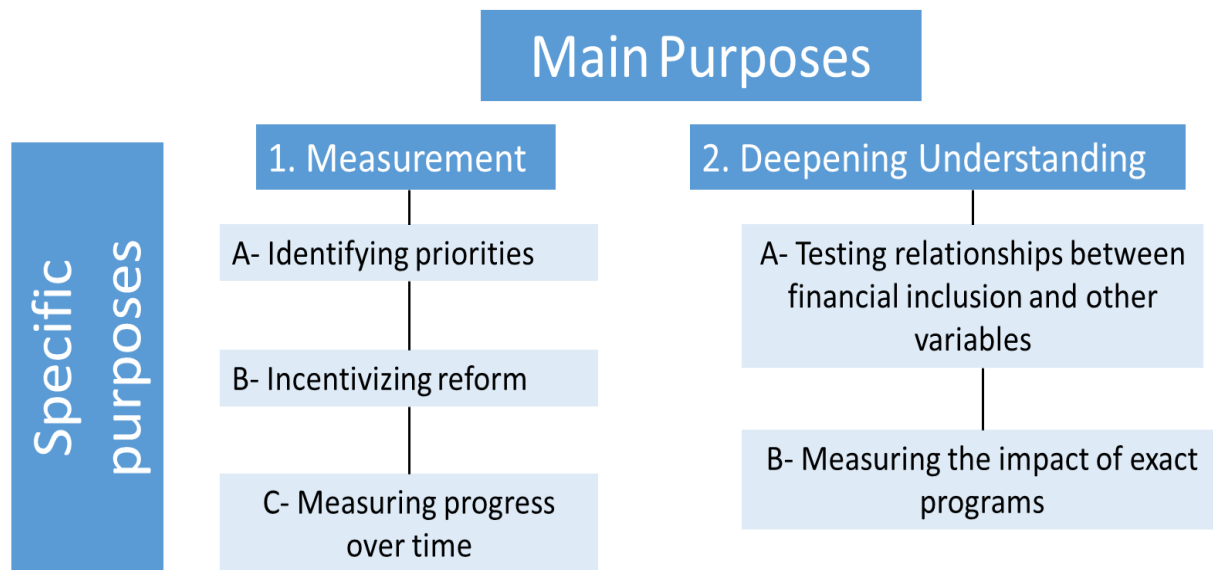 Main Purposes
Specific
purposes
1. Measurement
A- Identifying priorities
B- Incentivizing reform
C- Measuring progress
over time
2. Deepening Understanding
A- Testing relationships between
financial inclusion and other
variables
B- Measuring the impact of exact
programs